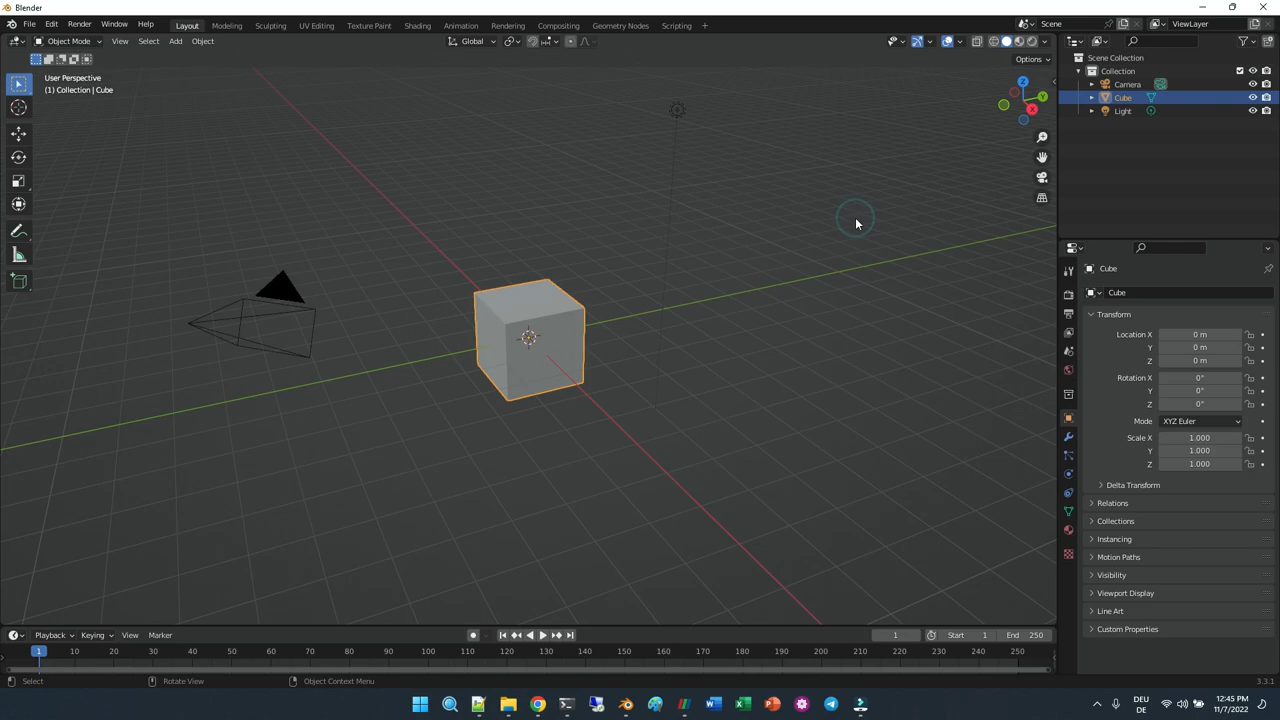 Blender
File Edit Render Window Help Layout Modeling Sculpting UV Editing Texture Paint Shading Animation Rendering Compositing Geometry Nodes Scripting + Scene ViewLayer
Object Mode View Select Add Object Global
Options
User Perspective
(1) Collection | Cube
Z
Y
X
Scene Collection
Collection
Camera
Cube
Light
Cube
Cube
Transform
Location X 0 m
Y 0 m
Z 0 m
Rotation X 0°
Y 0°
Z 0°
Mode XYZ Euler
Scale X 1.000
Y 1.000
Z 1.000
Delta Transform
Relations
Collections
Instancing
Motion Paths
Visibility
Viewport Display
Line Art
Custom Properties
Playback Keying View Marker 1 Start 1 End 250
1 10 20 30 40 50 60 70 80 90 100 110 120 130 140 150 160 170 180 190 200 210 220 230 240 250
Select Rotate View Object Context Menu 3.3.1
DEU
DE
12:45 PM
11/7/2022